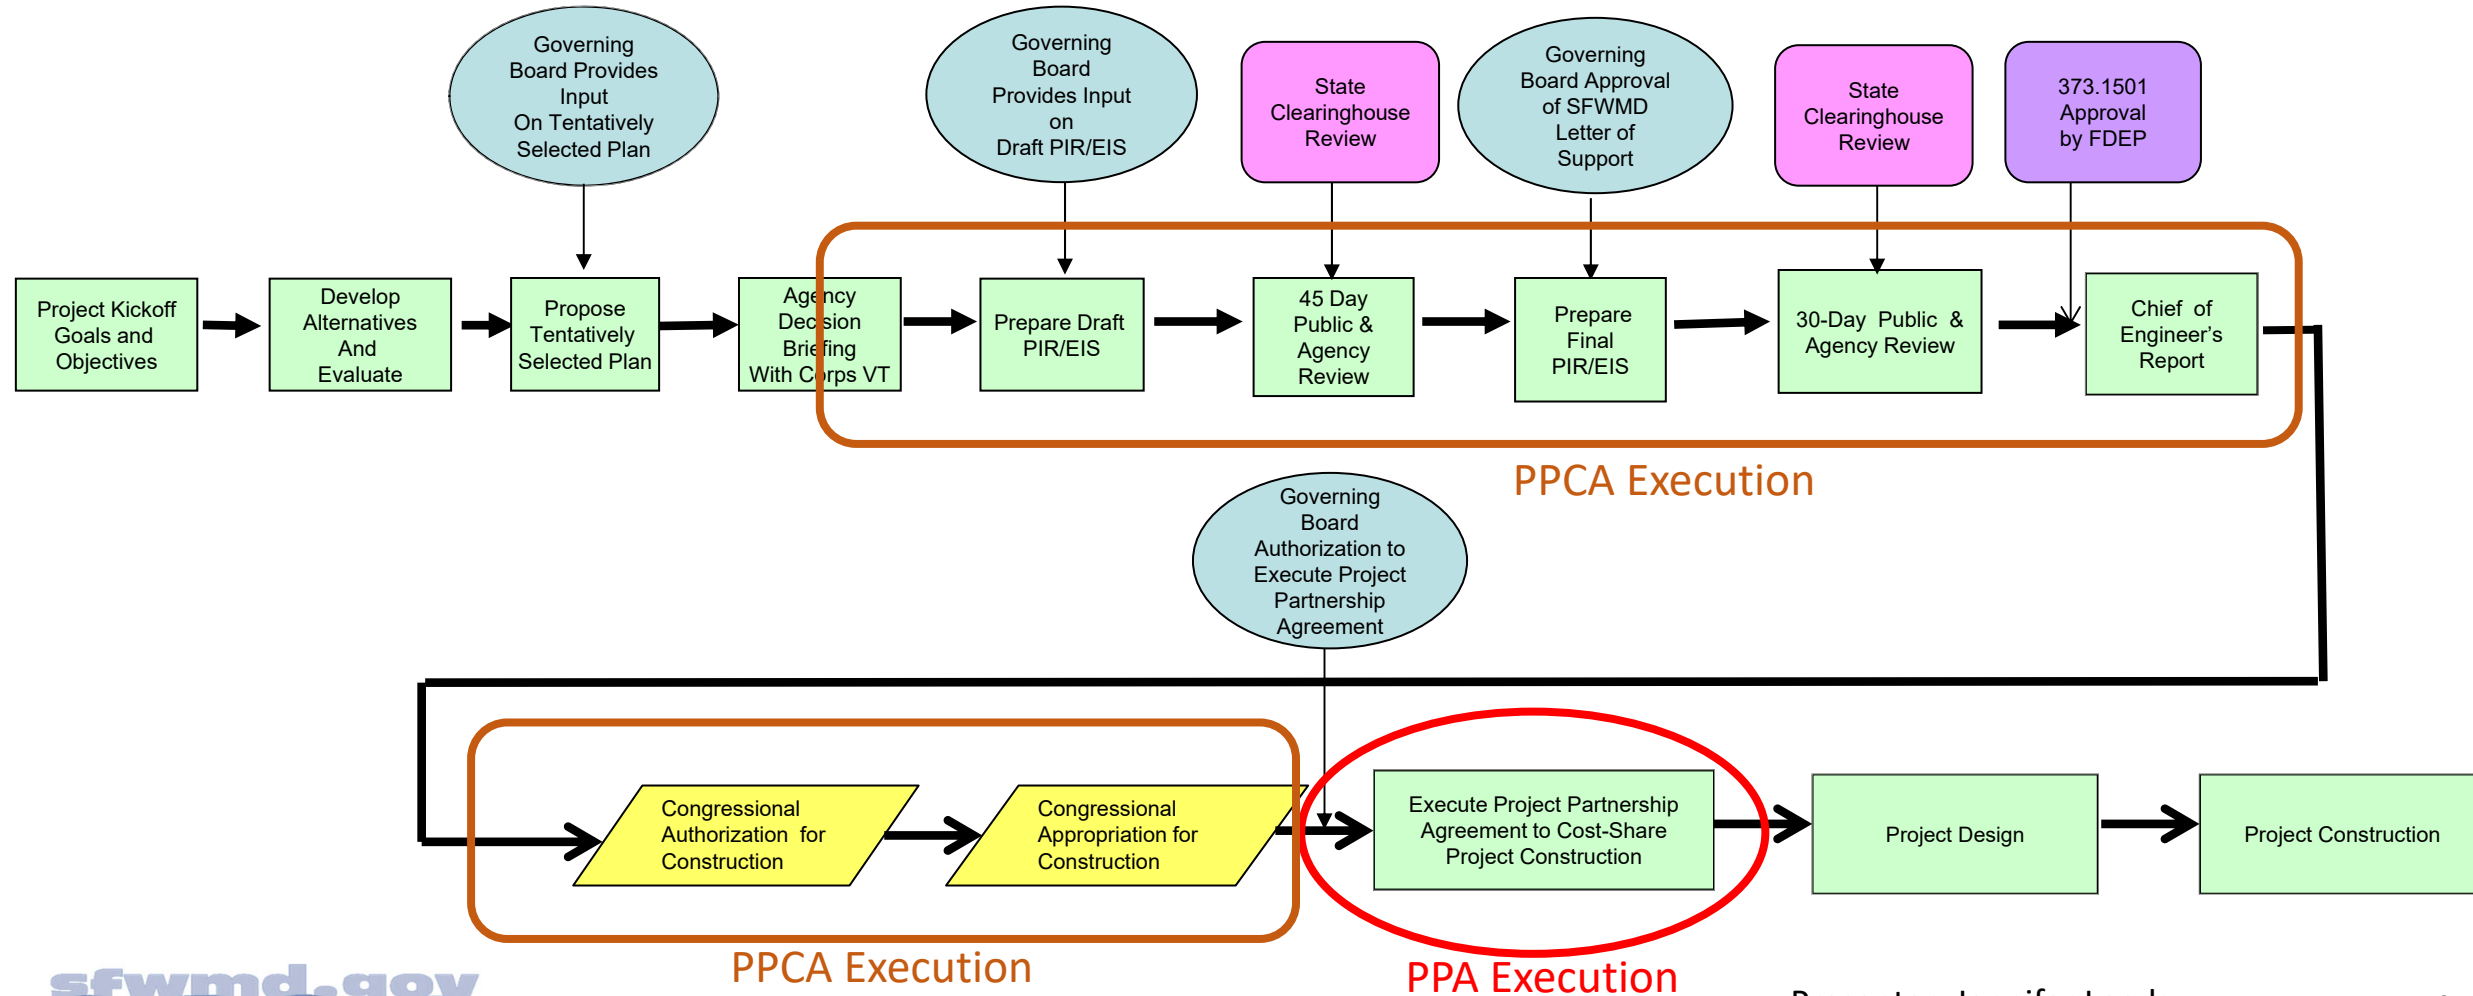 Governing
Board Provides
Input
On Tentatively
Selected Plan
Governing
Board
Provides Input
on
Draft PIR/EIS
State
Clearinghouse
Review
Governing
Board Approval
of SFWMD
Letter of
Support
State
Clearinghouse
Review
373.1501
Approval
by FDEP
Project Kickoff
Goals and
Objectives
Develop
Alternatives
And
Evaluate
Propose
Tentatively
Selected Plan
Agency
Decision
Briefing
With Corps VT
Prepare Draft
PIR/EIS
45 Day
Public &
Agency
Review
Prepare
Final
PIR/EIS
30-Day Public &
Agency Review
Chief of
Engineer's
Report
PPCA Execution
Governing
Board
Authorization to
Execute Project
Partnership
Agreement
Congressional
Authorization for
Construction
Congressional
Appropriation for
Construction
Execute Project Partnership
Agreement to Cost-Share
Project Construction
Project Design
Project Construction
PPCA Execution
PPA Execution
sfwmd.gov